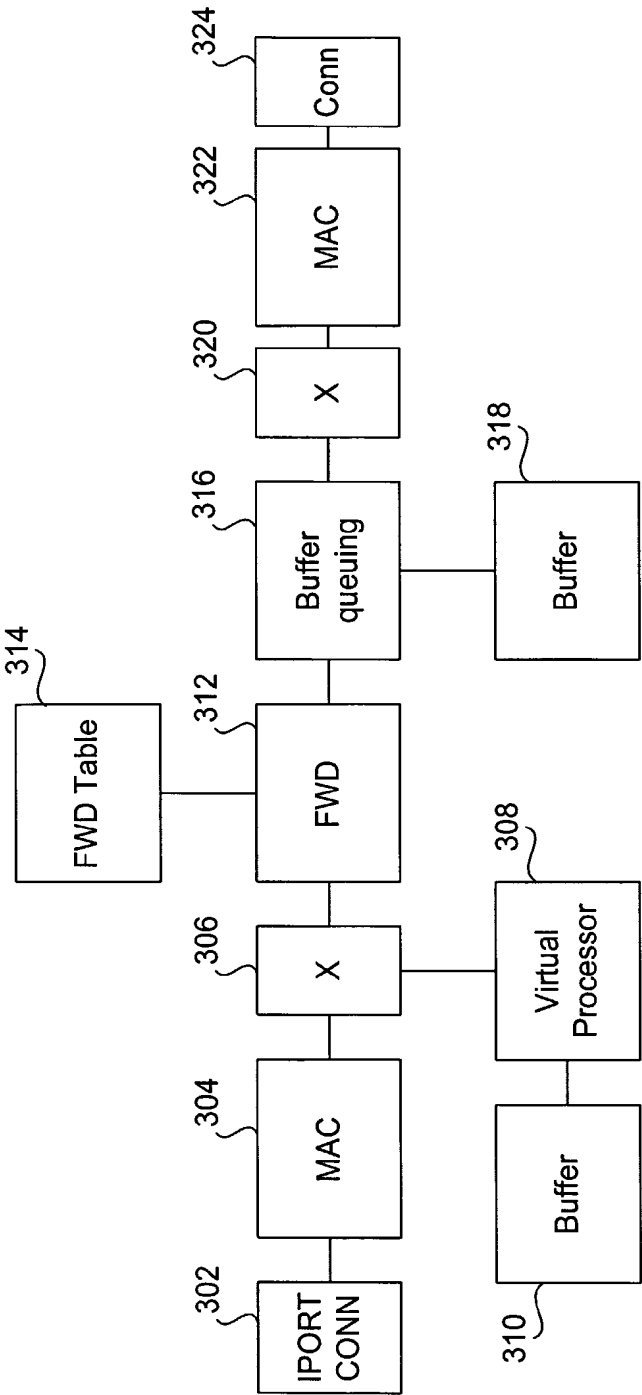 314
FWD Table
302
304
306
312
316
320
322
324
IPORT
CONN
MAC
X
FWD
Buffer
queuing
X
MAC
Conn
308
318
310
Buffer
Virtual
Processor
Buffer